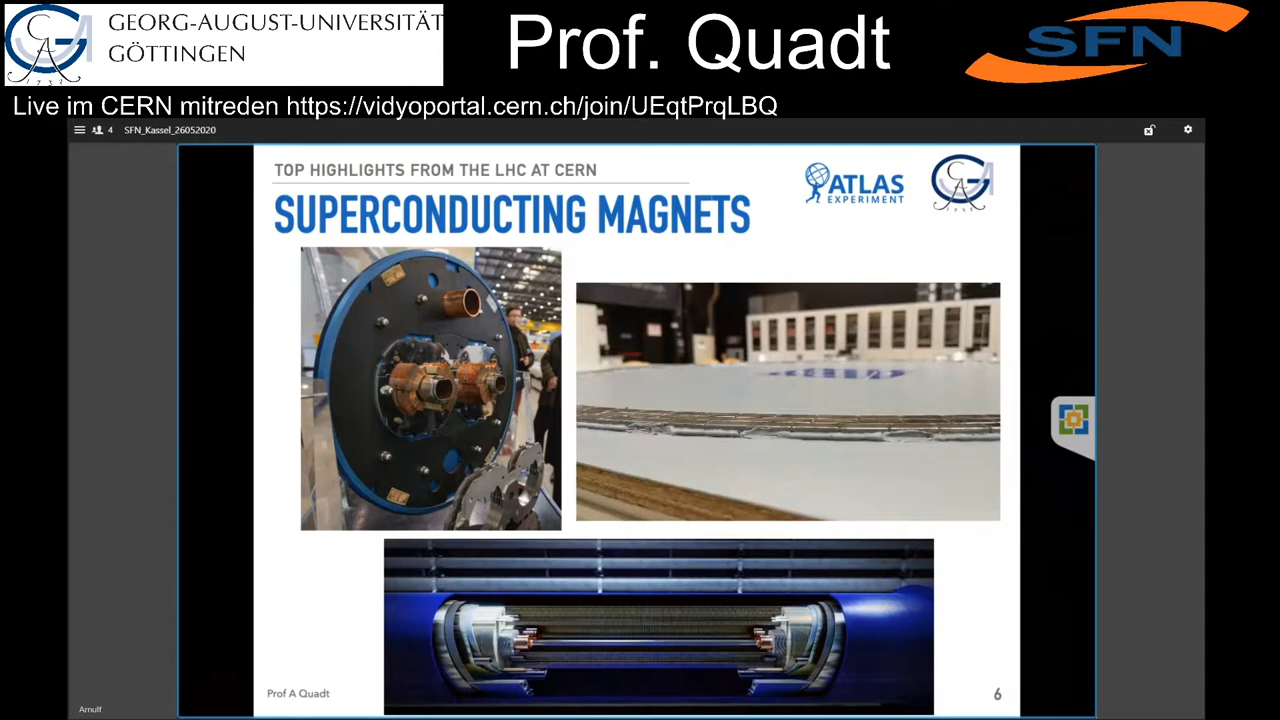 GEORG-AUGUST-UNIVERSITÄT
GÖTTINGEN
Prof. Quadt
SFN
Live im CERN mitreden https://vidyoportal.cern.ch/join/UEqtPrqLBQ
4 SFN_Kassel_26052020
TOP HIGHLIGHTS FROM THE LHC AT CERN
SUPERCONDUCTING MAGNETS
ATLAS
EXPERIMENT
Prof A Quadt
6
Arnulf